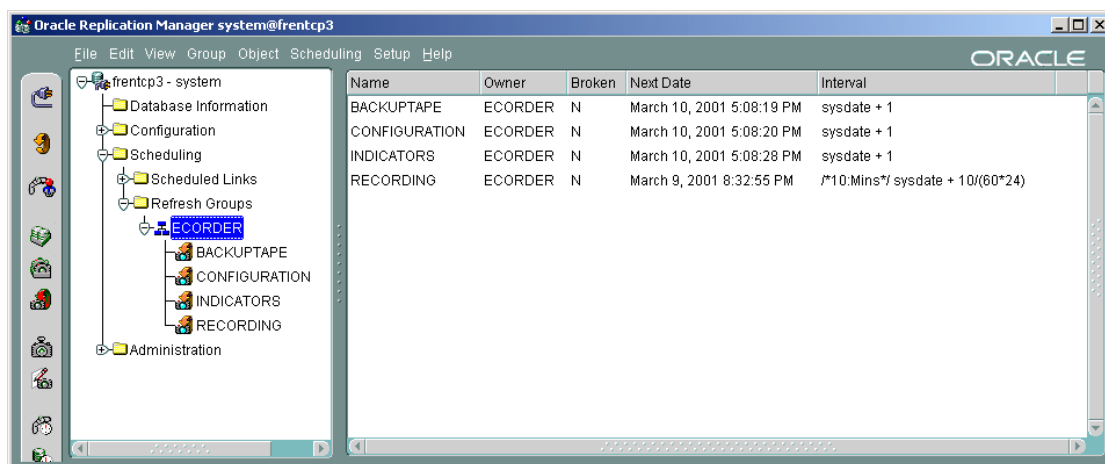 Oracle Replication Manager system@frentcp3
File Edit View Group Object Scheduling Setup Help
ORACLE
frentcp3 - system
Database Information
Configuration
Scheduling
Scheduled Links
Refresh Groups
ECORDER
BACKUPTAPE
CONFIGURATION
INDICATORS
RECORDING
Administration
Name Owner Broken Next Date Interval
BACKUPTAPE ECORDER N March 10, 2001 5:08:19 PM sysdate + 1
CONFIGURATION ECORDER N March 10, 2001 5:08:20 PM sysdate + 1
INDICATORS ECORDER N March 10, 2001 5:08:28 PM sysdate + 1
RECORDING ECORDER N March 9, 2001 8:32:55 PM /*10:Mins*/ sysdate + 10/(60*24)